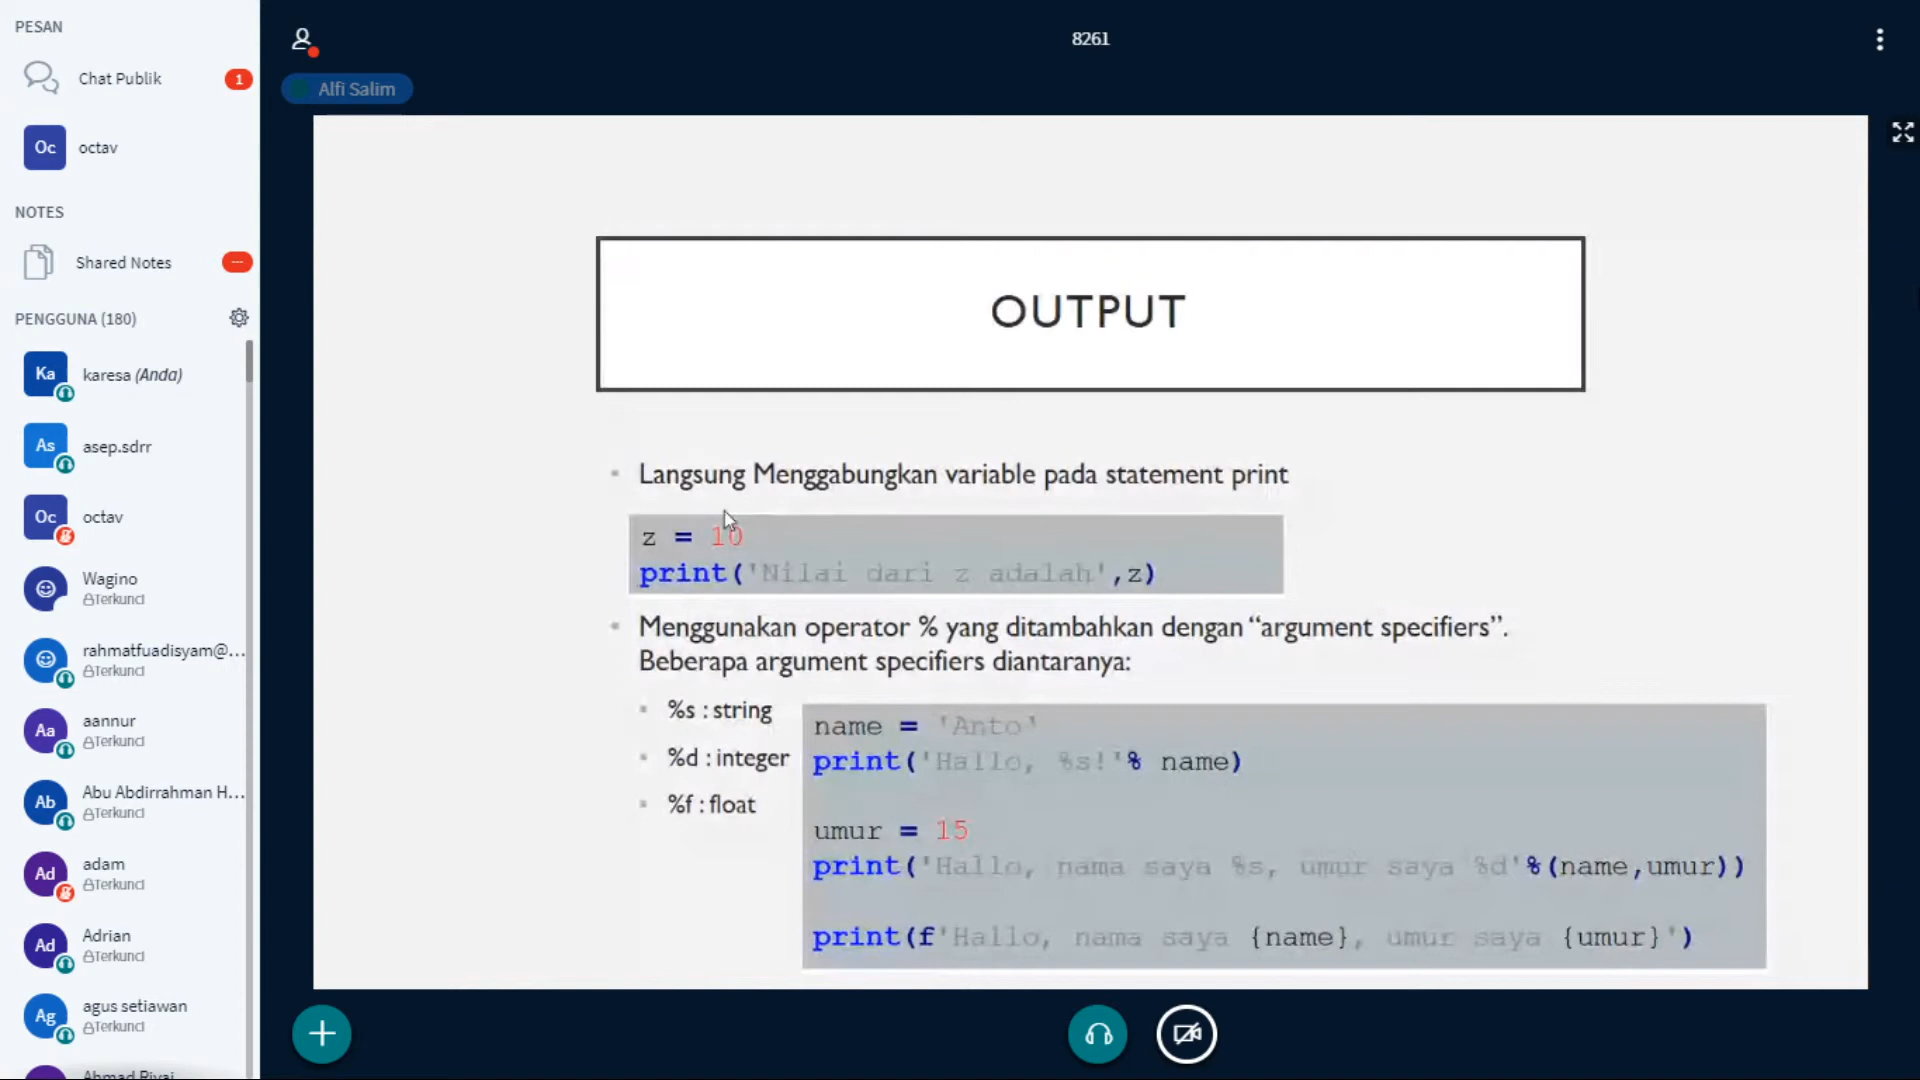 PESAN
Chat Publik
1
Oc
octav
NOTES
Shared Notes
PENGGUNA (180)
Ka
karesa (Anda)
As
asep.sdrr
Oc
octav
Wagino
Terkunci
rahmatfuadisyam@...
Terkunci
Aa
aannur
Terkunci
Ab
Abu Abdirrahman H...
Terkunci
Ad
adam
Terkunci
Ad
Adrian
Terkunci
Ag
agus setiawan
Terkunci
Ahmad Rivai
8261
Alfi Salim
OUTPUT
Langsung Menggabungkan variable pada statement print
z = 10
print('Nilai dari z adalah',z)
Menggunakan operator % yang ditambahkan dengan “argument specifiers”.
Beberapa argument specifiers diantaranya:
%s : string
%d : integer
%f : float
name = 'Anto'
print('Hallo, %s!'% name)
umur = 15
print('Hallo, nama saya %s, umur saya %d'%(name,umur))
print(f'Hallo, nama saya {name}, umur saya {umur}')